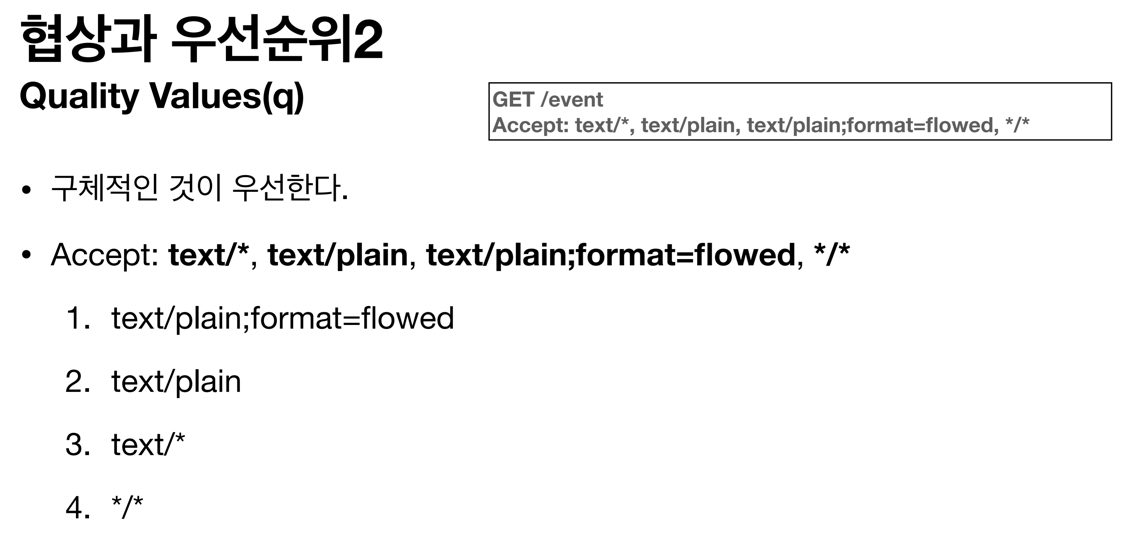 협상과 우선순위2
Quality Values(q)
GET /event
Accept: text/*, text/plain, text/plain;format=flowed, */*
• 구체적인 것이 우선한다.
• Accept: text/*, text/plain, text/plain;format=flowed, */*
1. text/plain;format=flowed
2. text/plain
3. text/*
4. */*